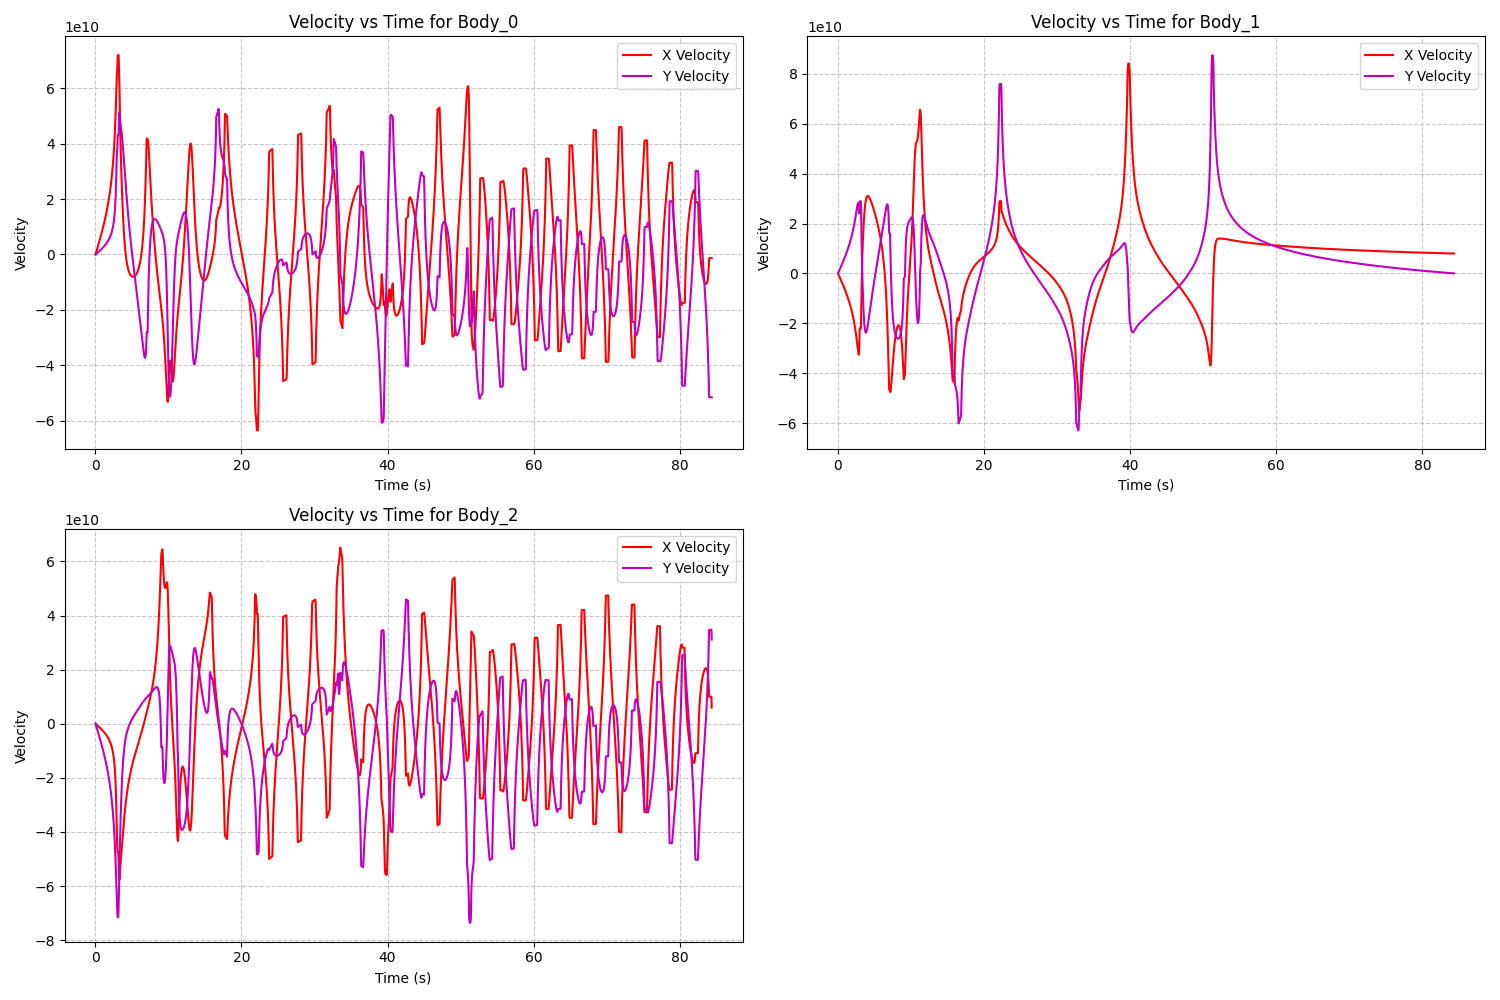 Velocity vs Time for Body_0
1e10
X Velocity
Y Velocity
6
4
2
0
−2
−4
−6
Velocity
0
20
40
60
80
Time (s)
Velocity vs Time for Body_1
1e10
X Velocity
Y Velocity
8
6
4
2
0
−2
−4
−6
Velocity
0
20
40
60
80
Time (s)
Velocity vs Time for Body_2
1e10
X Velocity
Y Velocity
6
4
2
0
−2
−4
−6
−8
Velocity
0
20
40
60
80
Time (s)